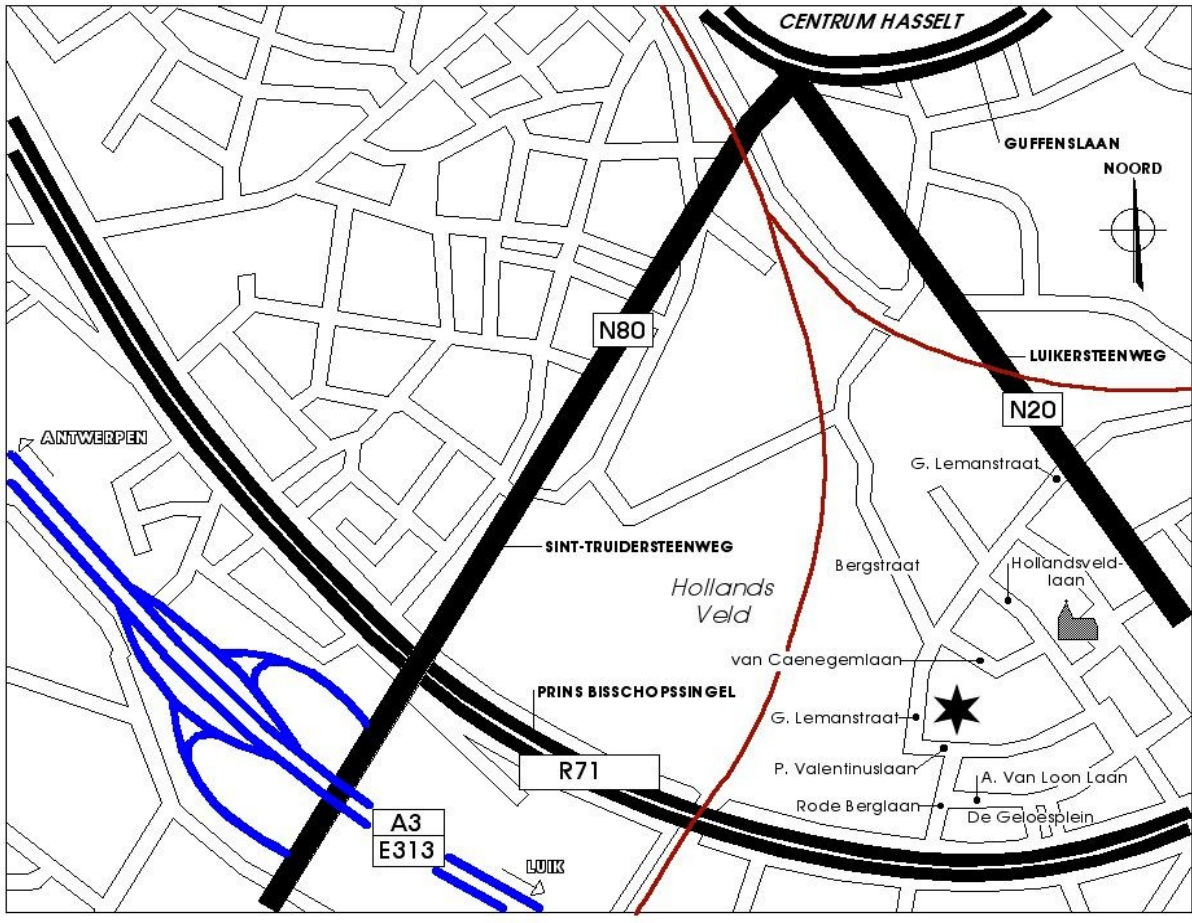 CENTRUM HASSELT
GUFFENSLAAN
NOORD
N80
LUIKERSTEENWEG
N20
ANTWERPEN
G. Lemanstraat
SINT-TRUIDERSTEENWEG
Bergstraat
Hollandsveld-
laan
Hollands
Veld
van Caenegemlaan
PRINS BISSCHOPSSINGEL
G. Lemanstraat
R71
P. Valentinuslaan
A. Van Loon Laan
Rode Berglaan
De Geloesplein
A3
E313
LUIK